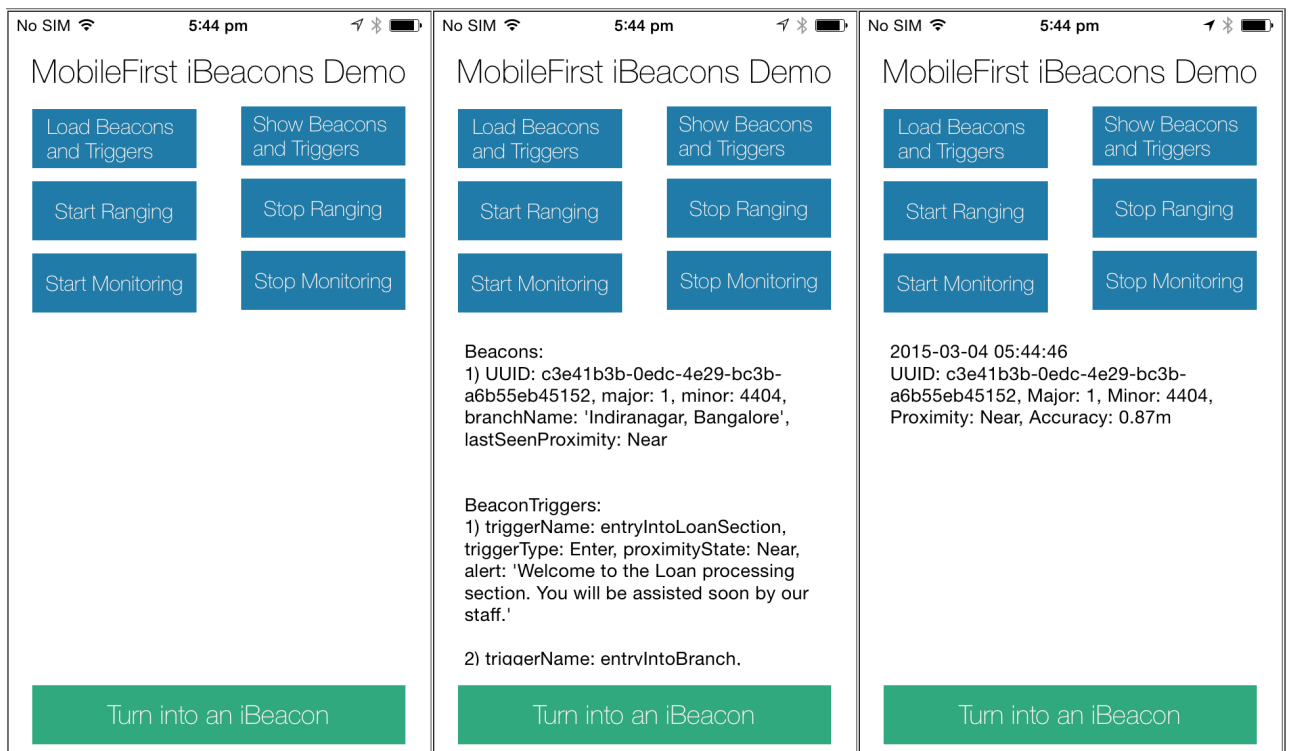 No SIM 5:44 pm
MobileFirst iBeacons Demo
Load Beacons
and Triggers
Show Beacons
and Triggers
Start Ranging
Stop Ranging
Start Monitoring
Stop Monitoring
Turn into an iBeacon
No SIM 5:44 pm
MobileFirst iBeacons Demo
Load Beacons
and Triggers
Show Beacons
and Triggers
Start Ranging
Stop Ranging
Start Monitoring
Stop Monitoring
Beacons:
1) UUID: c3e41b3b-0edc-4e29-bc3b-
a6b55eb45152, major: 1, minor: 4404,
branchName: 'Indiranagar, Bangalore',
lastSeenProximity: Near
BeaconTriggers:
1) triggerName: entryIntoLoanSection,
triggerType: Enter, proximityState: Near,
alert: 'Welcome to the Loan processing
section. You will be assisted soon by our
staff.'
2) triggerName: entryIntoBranch,
Turn into an iBeacon
No SIM 5:44 pm
MobileFirst iBeacons Demo
Load Beacons
and Triggers
Show Beacons
and Triggers
Start Ranging
Stop Ranging
Start Monitoring
Stop Monitoring
2015-03-04 05:44:46
UUID: c3e41b3b-0edc-4e29-bc3b-
a6b55eb45152, Major: 1, Minor: 4404,
Proximity: Near, Accuracy: 0.87m
Turn into an iBeacon